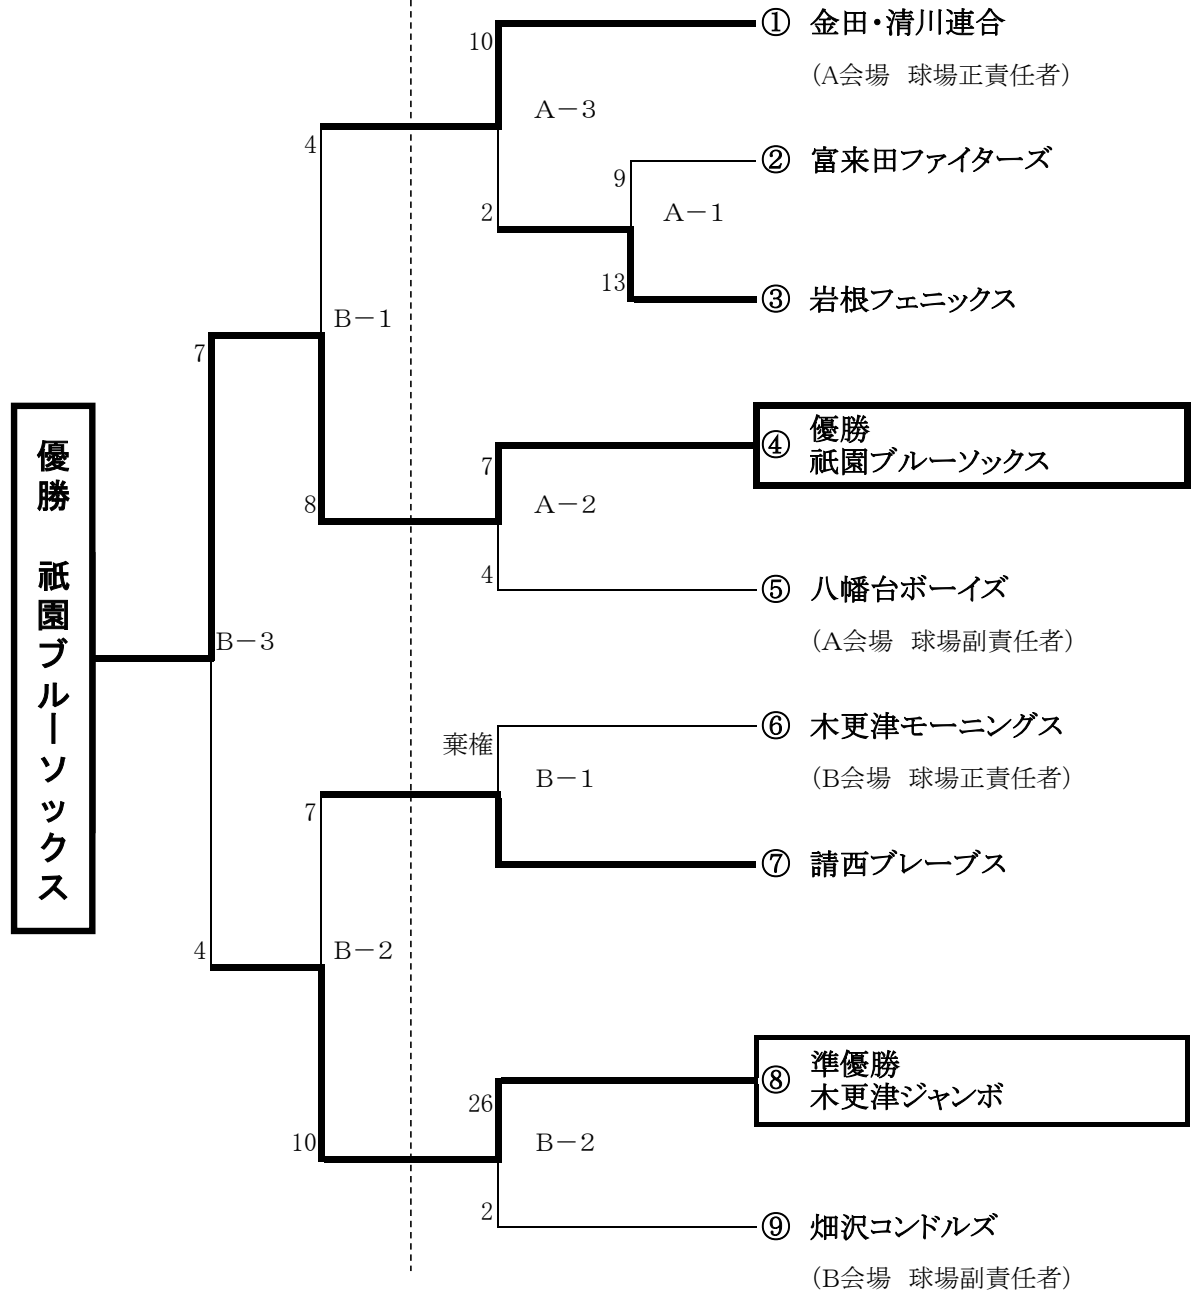 ① 金田・清川連合
（A会場 球場正責任者）
10
A－3
4
② 富来田ファイターズ
9
2
A－1
13
③ 岩根フェニックス
B－1
7
④ 優勝
祇園ブルーソックス
7
8
A－2
4
⑤ 八幡台ボーイズ
（A会場 球場副責任者）
優勝 祇園ブルーソックス
B－3
⑥ 木更津モーニングス
棄権
（B会場 球場正責任者）
B－1
7
⑦ 請西ブレーブス
4
B－2
⑧ 準優勝
木更津ジャンボ
26
10
B－2
2
⑨ 畑沢コンドルズ
（B会場 球場副責任者）